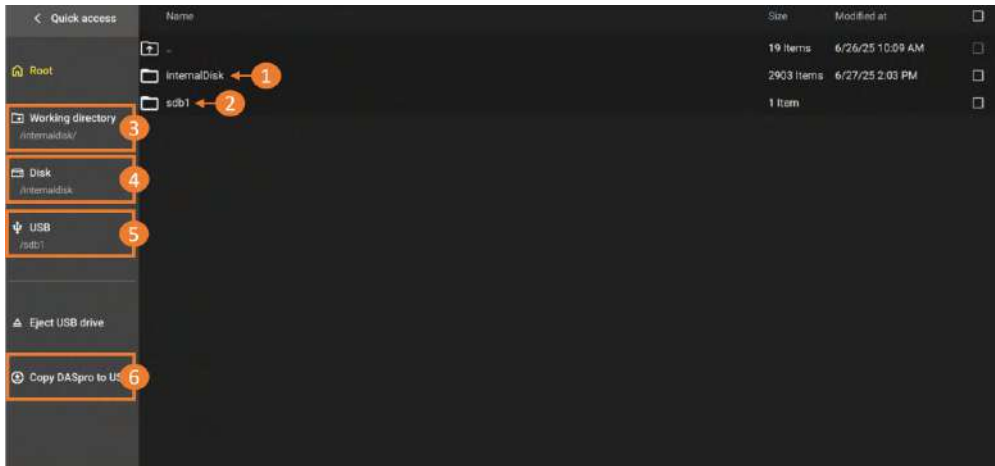 Quick access
Name Size Modified at
.. 19 Items 6/26/25 10:09 AM
Root
InternalDisk 1 2903 Items 6/27/25 2:03 PM
sdb1 2 1 Item
Working directory
/internaldisk/
3
Disk
/internaldisk
4
USB
/sdb1
5
Eject USB drive
Copy DASpro to US
6